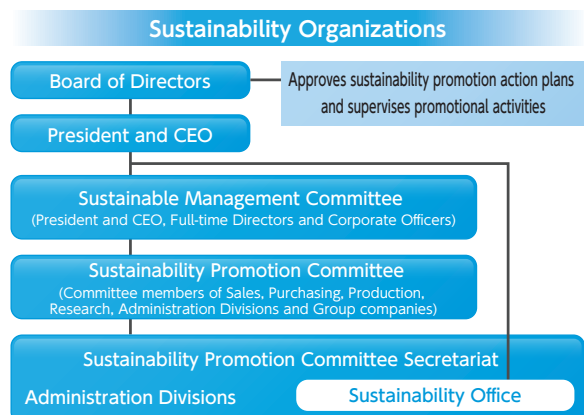 Sustainability Organizations
Board of Directors
Approves sustainability promotion action plans
and supervises promotional activities
President and CEO
Sustainable Management Committee
(President and CEO, Full-time Directors and Corporate Officers)
Sustainability Promotion Committee
(Committee members of Sales, Purchasing, Production,
Research, Administration Divisions and Group companies)
Sustainability Promotion Committee Secretariat
Administration Divisions
Sustainability Office